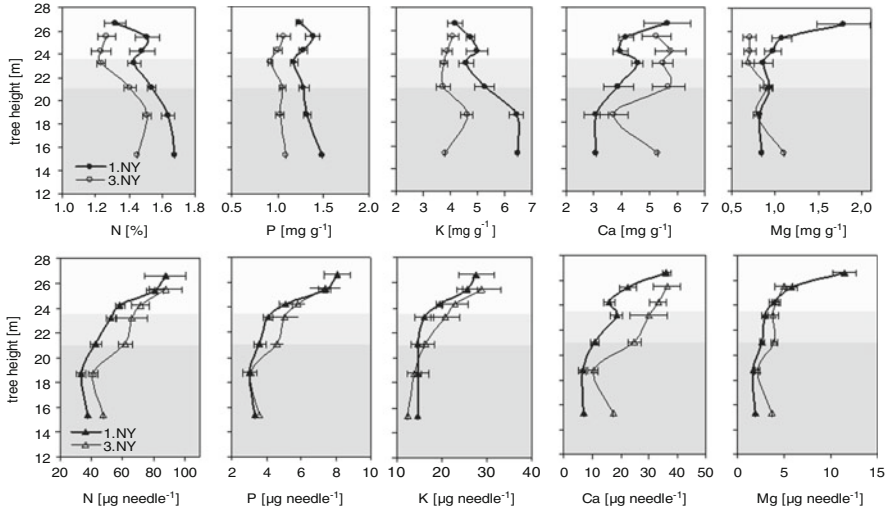 28
26
24
22
20
18
16
14
12
tree height [m]
1.NY
3.NY
1.0 1.2 1.4 1.6 1.8
0.5 1.0 1.5 2.0
2 3 4 5 6 7
2 3 4 5 6 7
0,5 1,0 1,5 2,0
N [%] P [mg g-1] K [mg g-1] Ca [mg g-1] Mg [mg g-1]
28
26
24
22
20
18
16
14
12
tree height [m]
1.NY
3.NY
20 40 60 80 100
2 4 6 8 10
10 20 30 40
0 10 20 30 40 50
0 5 10 15
N [µg needle-1] P [µg needle-1] K [µg needle-1] Ca [µg needle-1] Mg [µg needle-1]